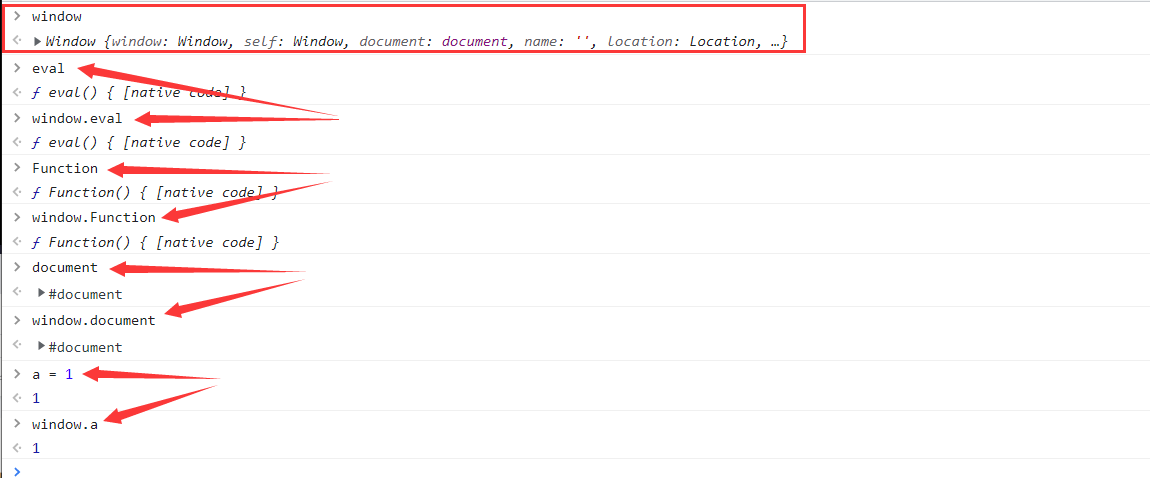 window
Window {window: Window, self: Window, document: document, name: '', location: Location, …}
eval
ƒ eval() { [native code] }
window.eval
ƒ eval() { [native code] }
Function
ƒ Function() { [native code] }
window.Function
ƒ Function() { [native code] }
document
#document
window.document
#document
a = 1
1
window.a
1